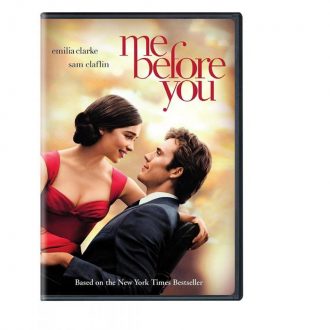 me
before
you
emilia clarke
sam claflin
Based on the New York Times Bestseller